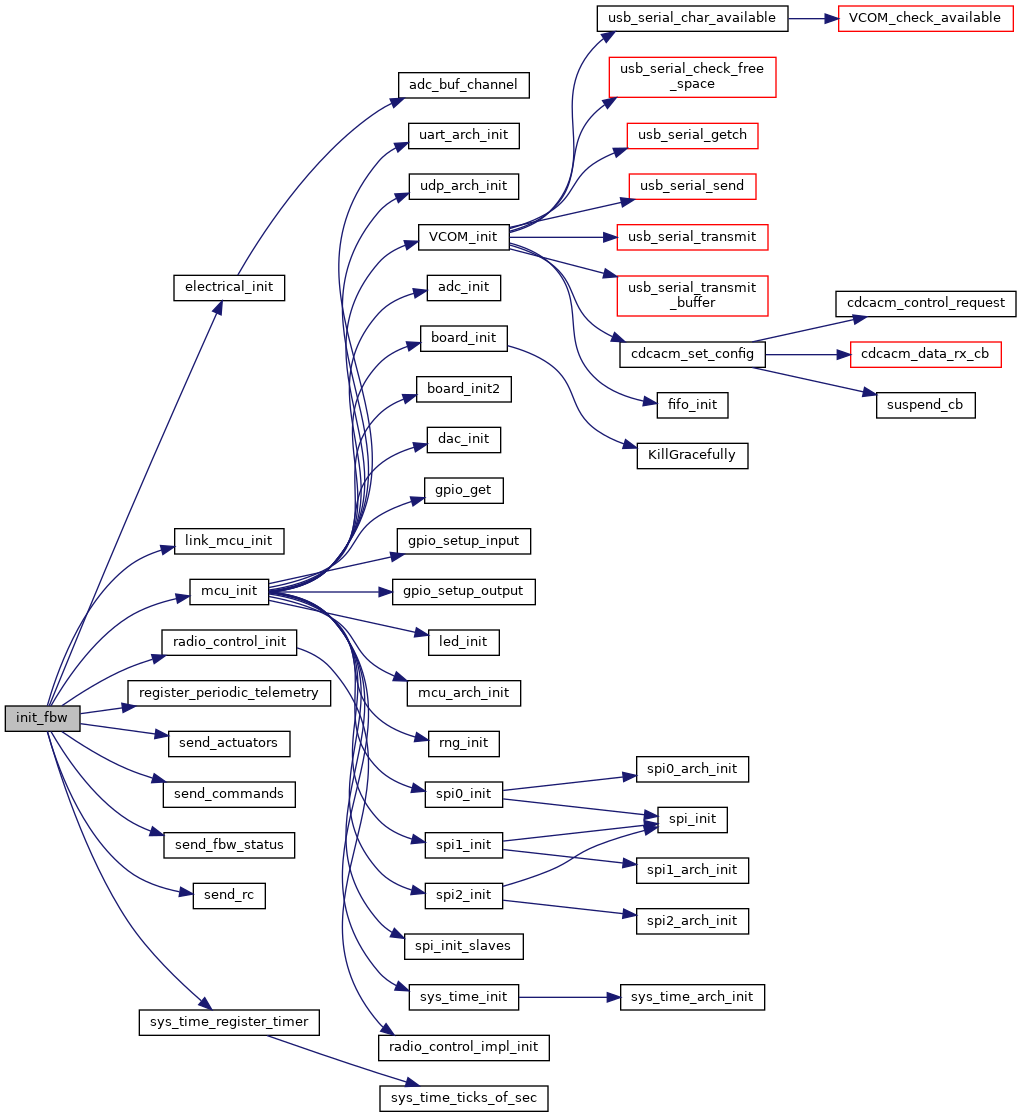 usb_serial_char_available
VCOM_check_available
usb_serial_check_free
_space
adc_buf_channel
uart_arch_init
usb_serial_getch
udp_arch_init
usb_serial_send
VCOM_init
usb_serial_transmit
electrical_init
adc_init
usb_serial_transmit
_buffer
cdcacm_control_request
board_init
cdcacm_set_config
cdcacm_data_rx_cb
board_init2
fifo_init
suspend_cb
dac_init
KillGracefully
gpio_get
link_mcu_init
gpio_setup_input
mcu_init
gpio_setup_output
radio_control_init
led_init
register_periodic_telemetry
mcu_arch_init
init_fbw
send_actuators
rng_init
spi0_arch_init
send_commands
spi0_init
spi_init
send_fbw_status
spi1_init
spi1_arch_init
send_rc
spi2_init
spi2_arch_init
spi_init_slaves
sys_time_init
sys_time_arch_init
sys_time_register_timer
radio_control_impl_init
sys_time_ticks_of_sec